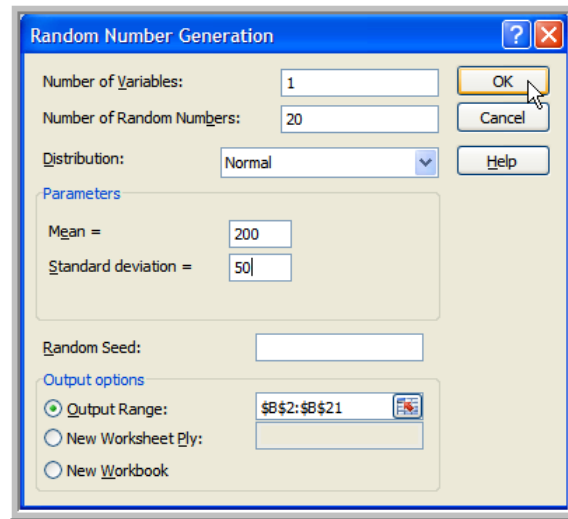 Random Number Generation
Number of Variables: 1 OK
Number of Random Numbers: 20 Cancel
Distribution: Normal Help
Parameters
Mean = 200
Standard deviation = 50
Random Seed:
Output options
Output Range: $B$2:$B$21
New Worksheet Ply:
New Workbook